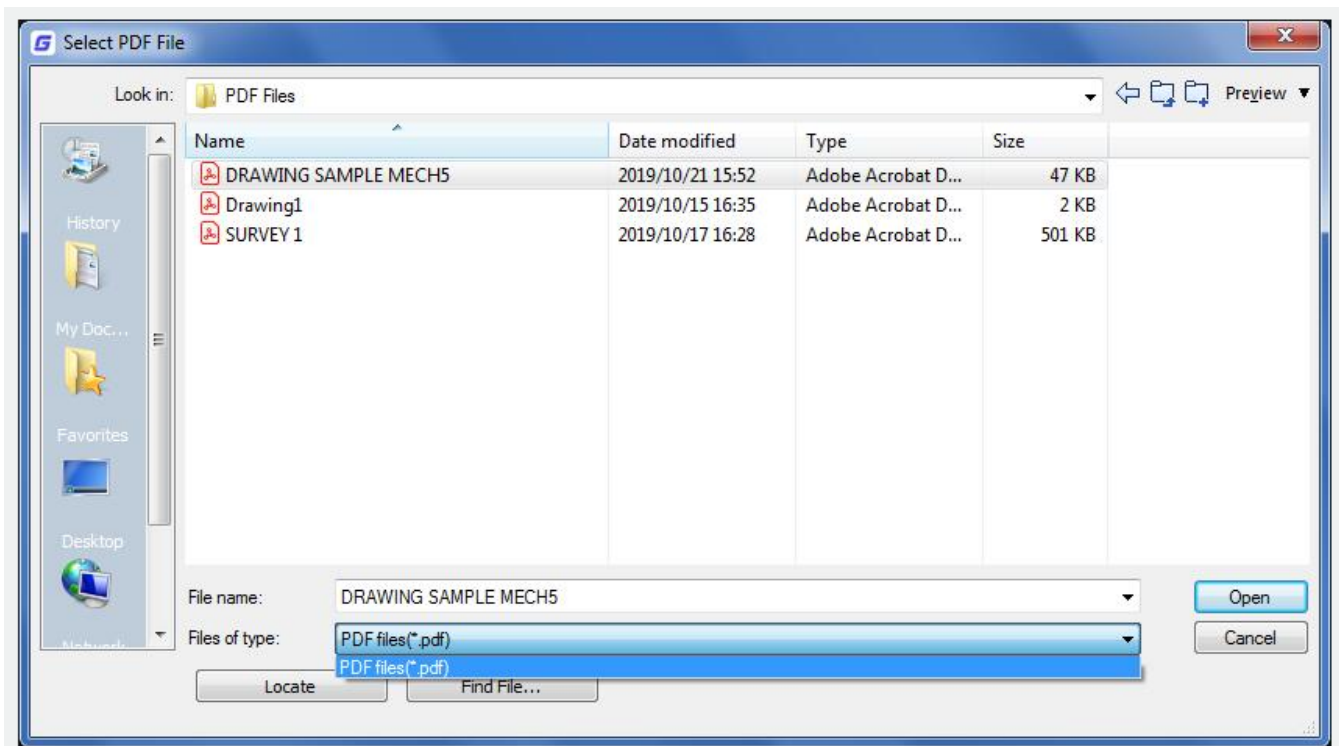 Select PDF File
Look in: PDF Files Preview
Name Date modified Type Size
DRAWING SAMPLE MECH5 2019/10/21 15:52 Adobe Acrobat D... 47 KB
Drawing1 2019/10/15 16:35 Adobe Acrobat D... 2 KB
SURVEY 1 2019/10/17 16:28 Adobe Acrobat D... 501 KB
History
My Doc...
Favorites
Desktop
File name: DRAWING SAMPLE MECH5 Open
Files of type: PDF files(*.pdf) Cancel
PDF files(*.pdf)
Locate Find File...